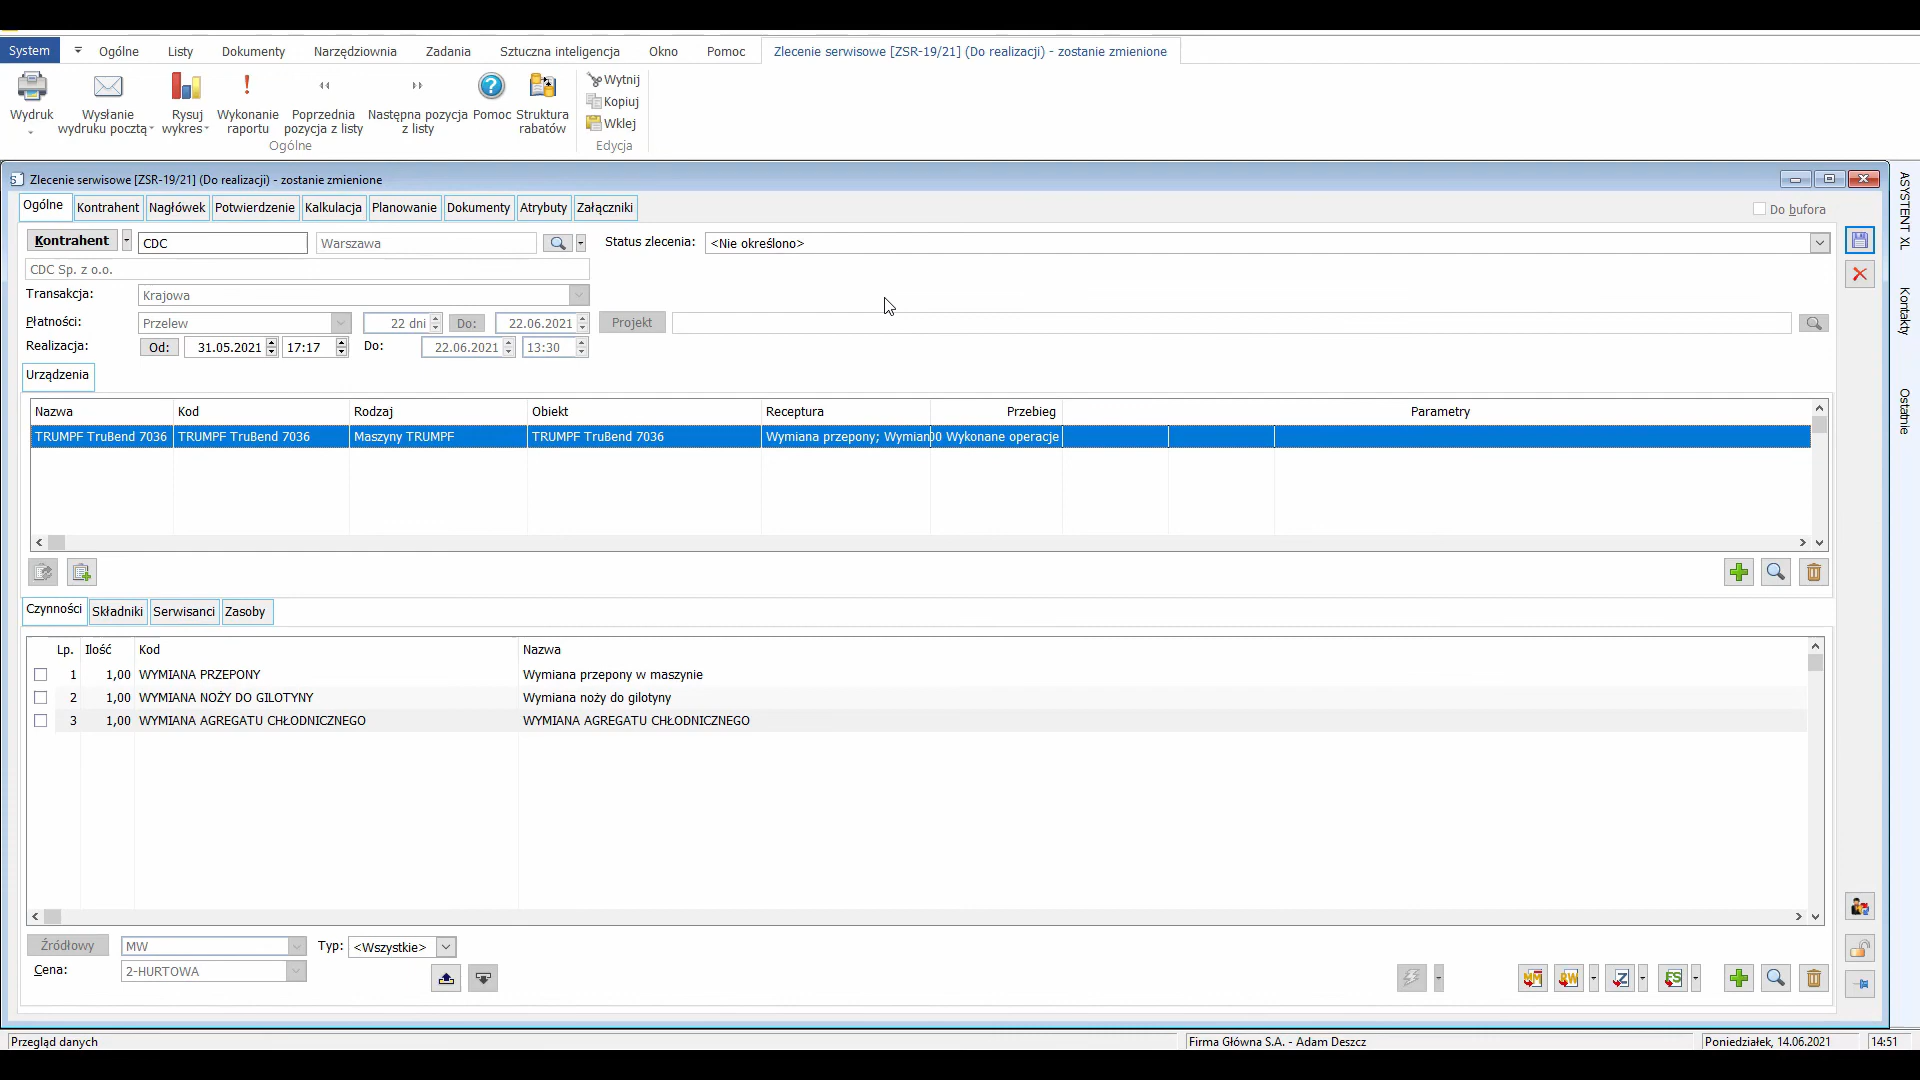 System Ogólne Listy Dokumenty Narzędziownia Zadania Sztuczna inteligencja Okno Pomoc Zlecenie serwisowe [ZSR-19/21] (Do realizacji) - zostanie zmienione
Wydruk Wysłanie wydruku pocztą Rysuj wykres Wykonanie raportu Poprzednia pozycja z listy Następna pozycja z listy Pomoc Struktura rabatów
Wytnij
Kopiuj
Wklej
Ogólne Edycja
Zlecenie serwisowe [ZSR-19/21] (Do realizacji) - zostanie zmienione
Ogólne Kontrahent Nagłówek Potwierdzenie Kalkulacja Planowanie Dokumenty Atrybuty Załączniki Do bufora
Kontrahent CDC Warszawa Status zlecenia: <Nie określono>
CDC Sp. z o.o.
Transakcja: Krajowa
Płatności: Przelew 22 dni Do: 22.06.2021 Projekt
Realizacja: Od: 31.05.2021 17:17 Do: 22.06.2021 13:30
Urządzenia
Nazwa Kod Rodzaj Obiekt Receptura Przebieg Parametry
TRUMPF TruBend 7036 TRUMPF TruBend 7036 Maszyny TRUMPF TRUMPF TruBend 7036 Wymiana przepony; Wymian 00 Wykonane operacje
Czynności Składniki Serwisanci Zasoby
Lp. Ilość Kod Nazwa
1 1,00 WYMIANA PRZEPONY Wymiana przepony w maszynie
2 1,00 WYMIANA NOŻY DO GILOTYNY Wymiana noży do gilotyny
3 1,00 WYMIANA AGREGATU CHŁODNICZEGO WYMIANA AGREGATU CHŁODNICZEGO
Źródłowy MW Typ: <Wszystkie>
Cena: 2-HURTOWA
MM RW Z FS
ASYSTENT XL
Kontakty
Ostatnie
Przegląd danych Firma Główna S.A. - Adam Deszcz Poniedziałek, 14.06.2021 14:51